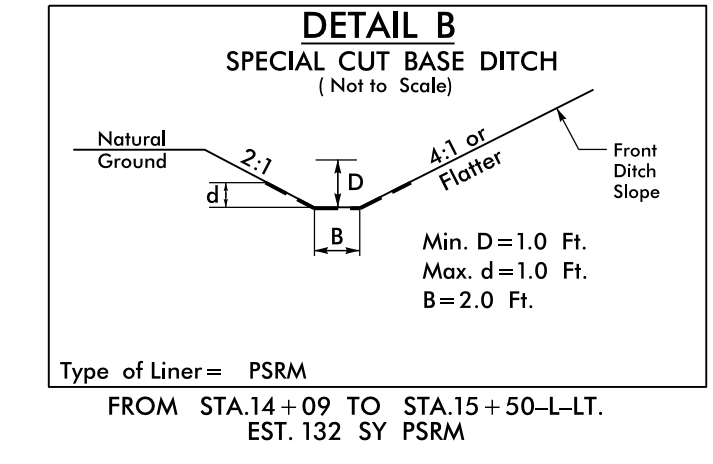 DETAIL B
SPECIAL CUT BASE DITCH
( Not to Scale)
Natural
Ground
2:1
D
d
B
4:1 or
Flatter
Front
Ditch
Slope
Min. D=1.0 Ft.
Max. d=1.0 Ft.
B=2.0 Ft.
Type of Liner= PSRM
FROM STA.14+09 TO STA.15+50-L-LT.
EST. 132 SY PSRM